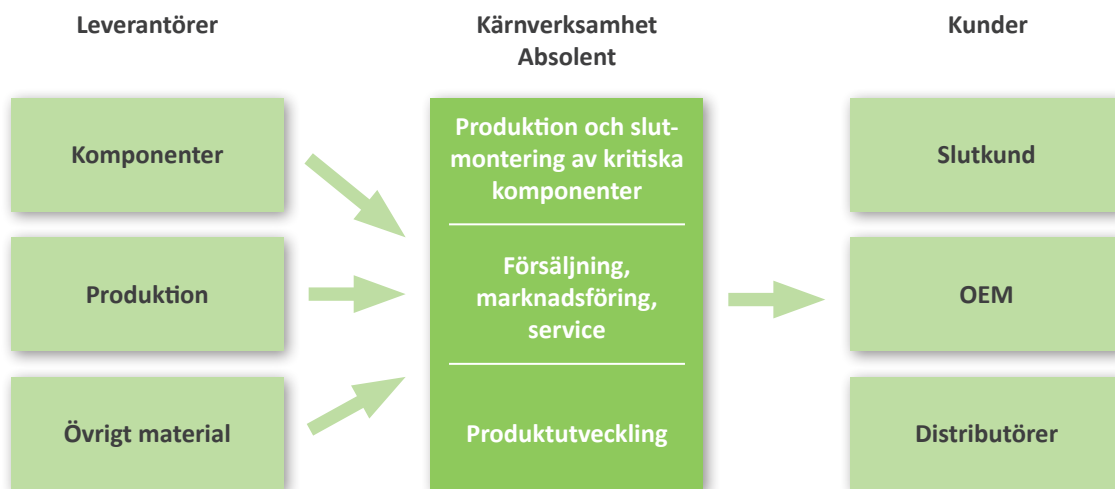 Leverantörer
Komponenter
Produktion
Övrigt material
Kärnverksamhet
Absolent
Produktion och slut-
montering av kritiska
komponenter
Försäljning,
marknadsföring,
service
Produktutveckling
Kunder
Slutkund
OEM
Distributörer